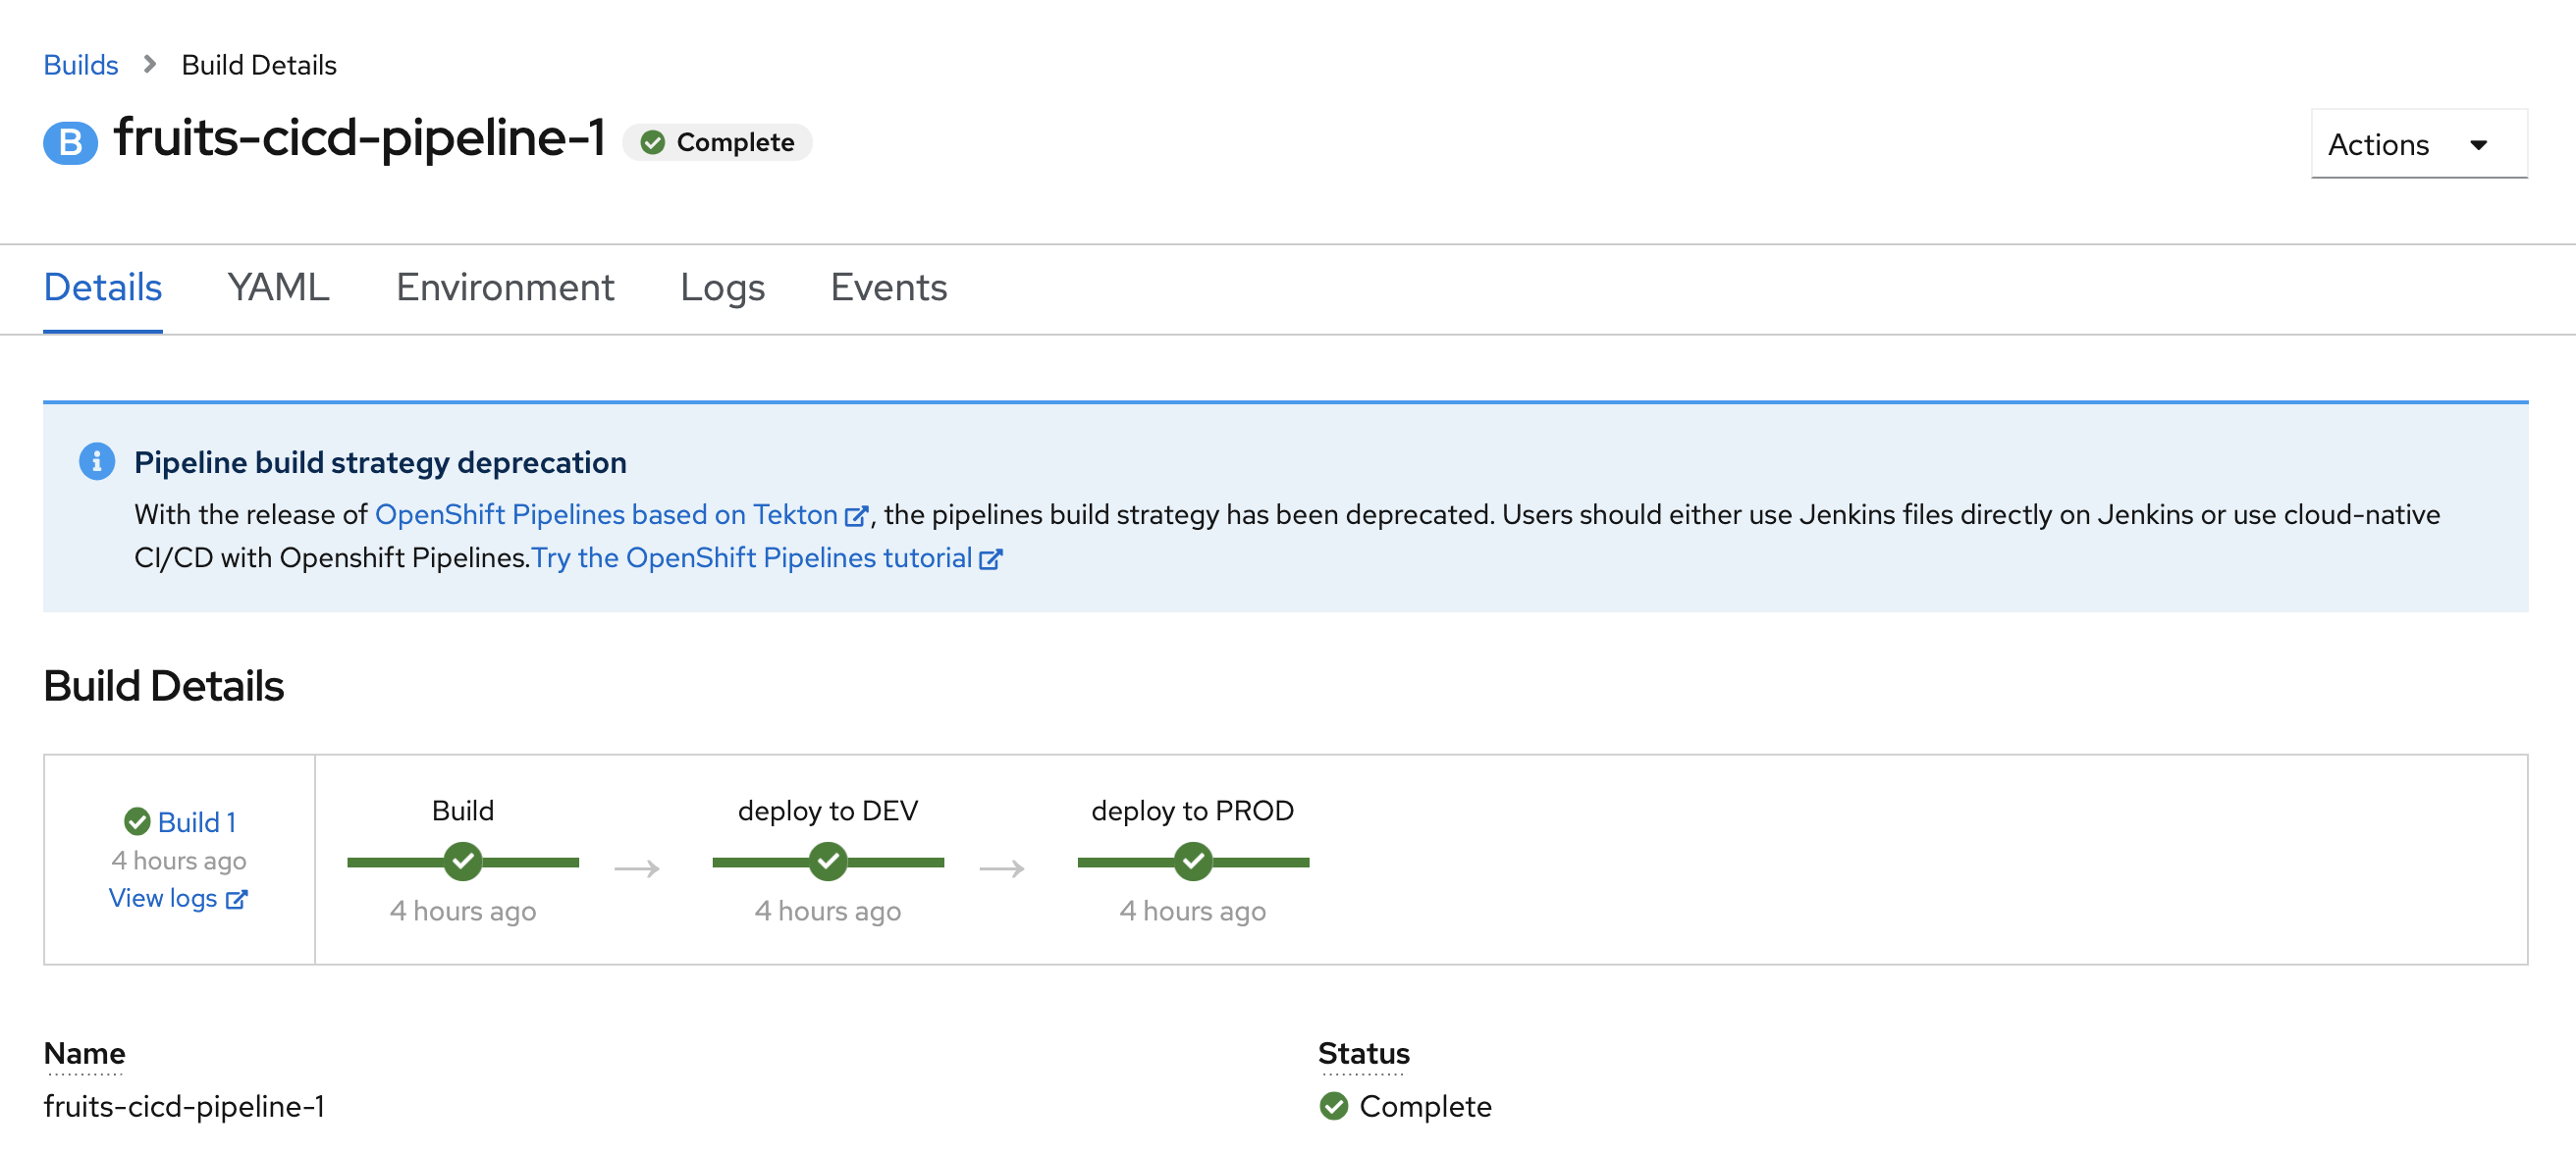 Builds > Build Details
B fruits-cicd-pipeline-1 Complete
Actions
Details YAML Environment Logs Events
Pipeline build strategy deprecation
With the release of OpenShift Pipelines based on Tekton, the pipelines build strategy has been deprecated. Users should either use Jenkins files directly on Jenkins or use cloud-native
CI/CD with Openshift Pipelines.Try the OpenShift Pipelines tutorial
Build Details
Build 1
4 hours ago
View logs
Build
4 hours ago
deploy to DEV
4 hours ago
deploy to PROD
4 hours ago
Name
fruits-cicd-pipeline-1
Status
Complete